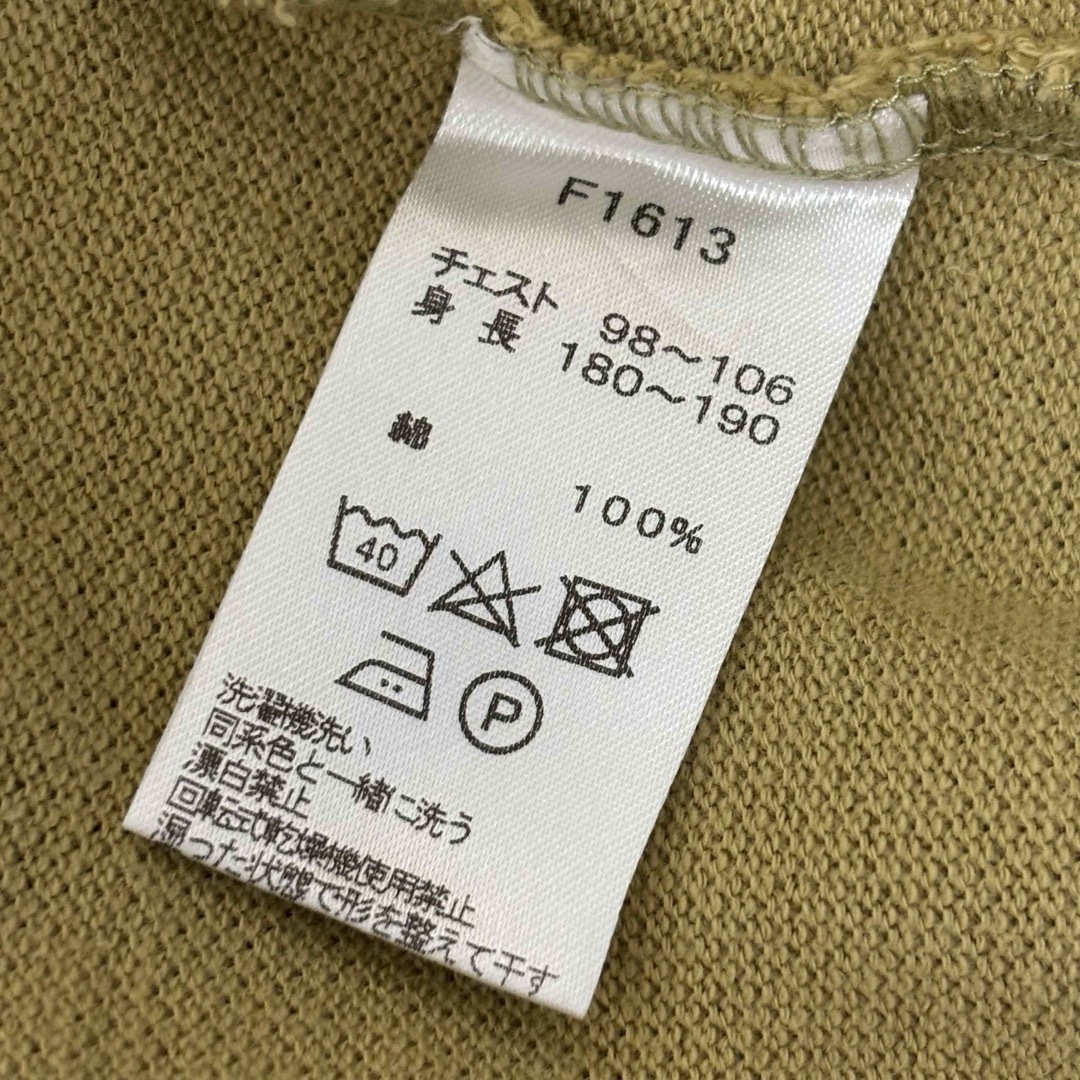 F1613
チェスト 98～106
身長 180～190
綿 100%
40
P
洗濯機洗い、
同系色と一緒に洗う
漂白禁止
回転式乾燥機使用禁止
湿った状態で形を整えて干す